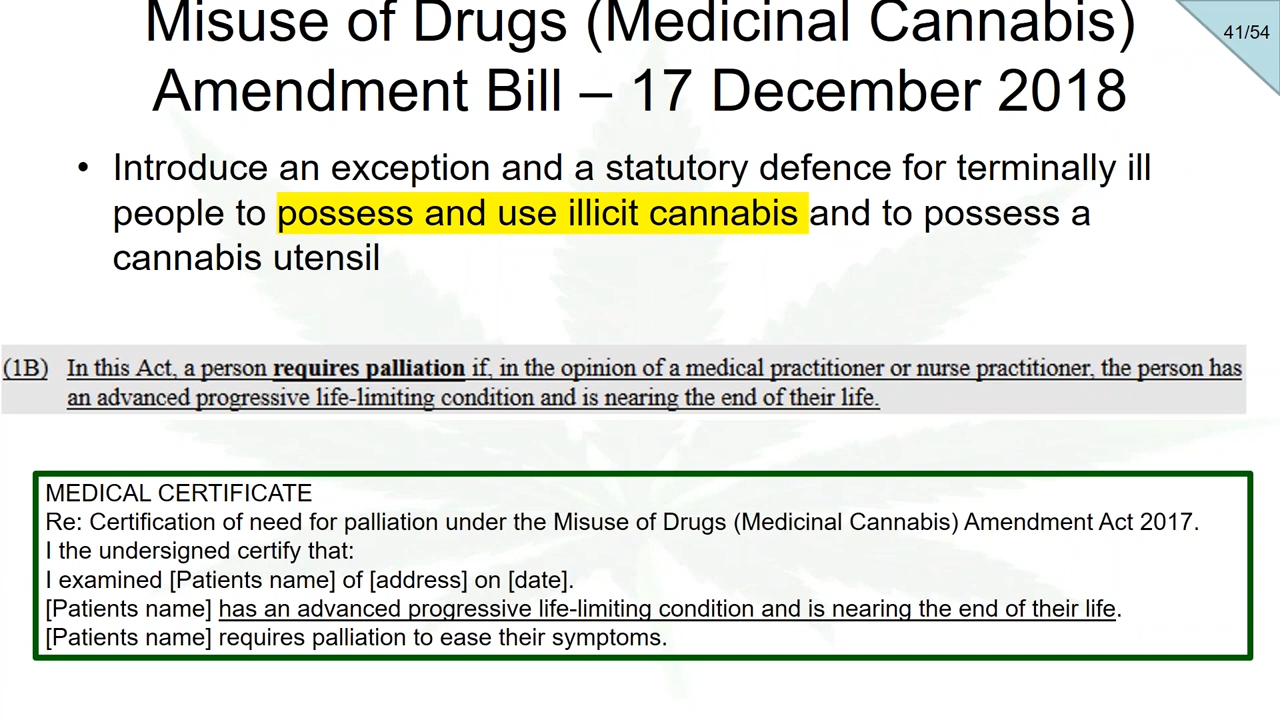 Misuse of Drugs (Medicinal Cannabis)
41/54
Amendment Bill – 17 December 2018
• Introduce an exception and a statutory defence for terminally ill
people to possess and use illicit cannabis and to possess a
cannabis utensil
(1B) In this Act, a person requires palliation if, in the opinion of a medical practitioner or nurse practitioner, the person has
an advanced progressive life-limiting condition and is nearing the end of their life.
MEDICAL CERTIFICATE
Re: Certification of need for palliation under the Misuse of Drugs (Medicinal Cannabis) Amendment Act 2017.
I the undersigned certify that:
I examined [Patients name] of [address] on [date].
[Patients name] has an advanced progressive life-limiting condition and is nearing the end of their life.
[Patients name] requires palliation to ease their symptoms.